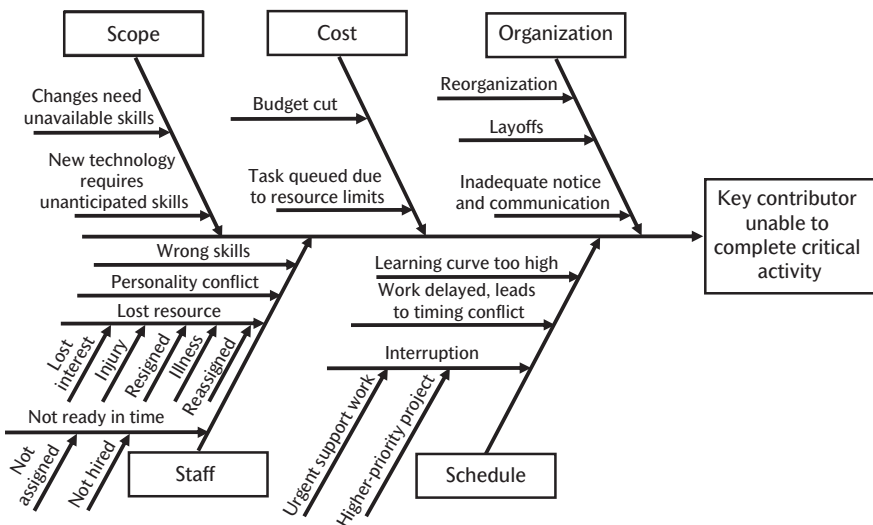 Scope
Cost
Organization
Changes need
unavailable skills
New technology
requires
unanticipated skills
Budget cut
Task queued due
to resource limits
Reorganization
Layoffs
Inadequate notice
and communication
Key contributor
unable to
complete critical
activity
Wrong skills
Personality conflict
Lost resource
Lost
interest
Injury
Resigned
Illness
Reassigned
Not ready in time
Not
assigned
Not hired
Staff
Learning curve too high
Work delayed, leads
to timing conflict
Interruption
Urgent support work
Higher-priority project
Schedule